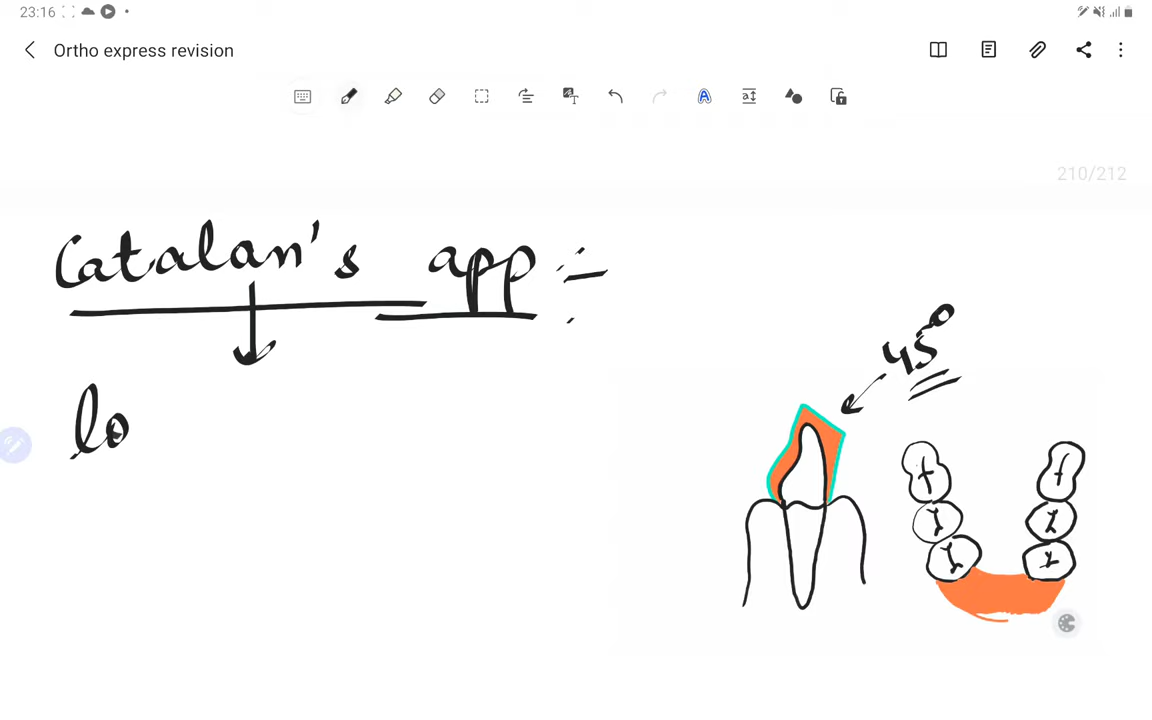 23:16
Ortho express revision
210/212
Catalan's app :-
lo
45°